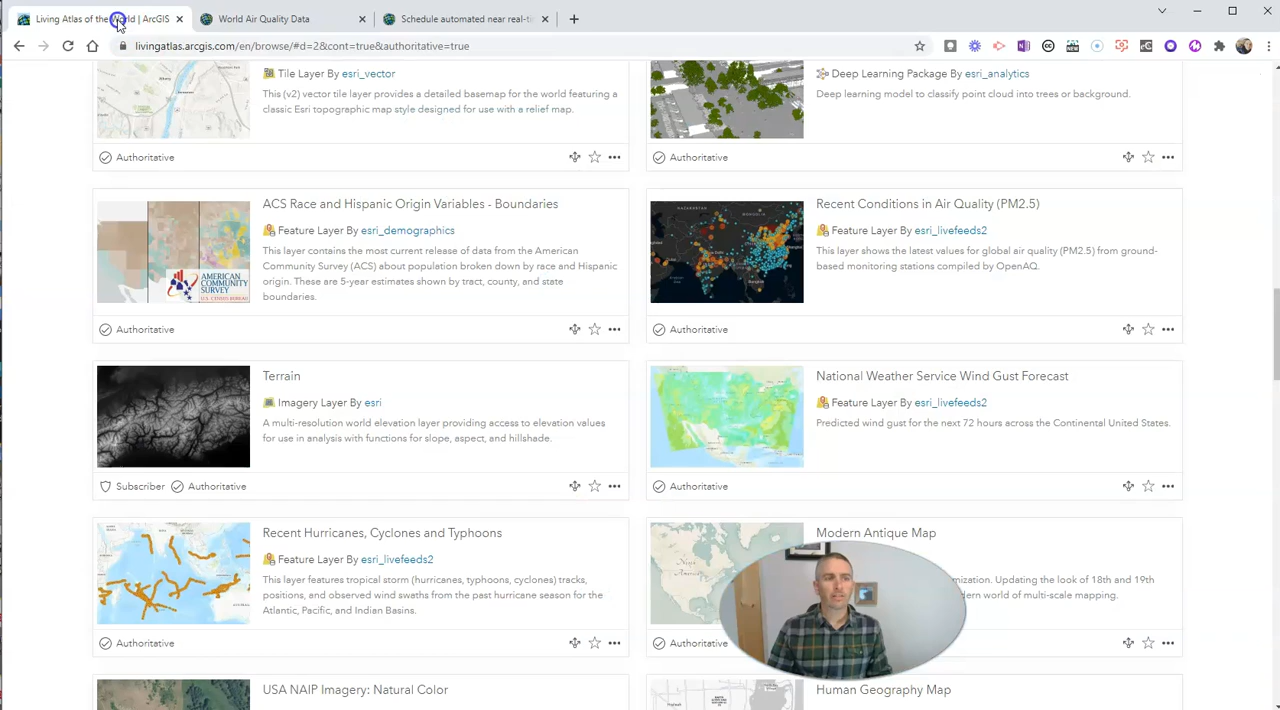 Living Atlas of the World | ArcGIS
World Air Quality Data
Schedule automated near real-ti
livingatlas.arcgis.com/en/browse/#d=2&cont=true&authoritative=true
Tile Layer By esri_vector
This (v2) vector tile layer provides a detailed basemap for the world featuring a
classic Esri topographic map style designed for use with a relief map.
Authoritative
Deep Learning Package By esri_analytics
Deep learning model to classify point cloud into trees or background.
Authoritative
ACS Race and Hispanic Origin Variables - Boundaries
Feature Layer By esri_demographics
This layer contains the most current release of data from the American
Community Survey (ACS) about population broken down by race and Hispanic
origin. These are 5-year estimates shown by tract, county, and state
boundaries.
AMERICAN
COMMUNITY
SURVEY
U.S. CENSUS BUREAU
Authoritative
Recent Conditions in Air Quality (PM2.5)
Feature Layer By esri_livefeeds2
This layer shows the latest values for global air quality (PM2.5) from ground-
based monitoring stations compiled by OpenAQ.
Authoritative
Terrain
Imagery Layer By esri
A multi-resolution world elevation layer providing access to elevation values
for use in analysis with functions for slope, aspect, and hillshade.
Subscriber
Authoritative
National Weather Service Wind Gust Forecast
Feature Layer By esri_livefeeds2
Predicted wind gust for the next 72 hours across the Continental United States.
Authoritative
Recent Hurricanes, Cyclones and Typhoons
Feature Layer By esri_livefeeds2
This layer features tropical storm (hurricanes, typhoons, cyclones) tracks,
positions, and observed wind swaths from the past hurricane season for the
Atlantic, Pacific, and Indian Basins.
Authoritative
Modern Antique Map
North
America
mization. Updating the look of 18th and 19th
dern world of multi-scale mapping.
Authoritative
USA NAIP Imagery: Natural Color
Human Geography Map